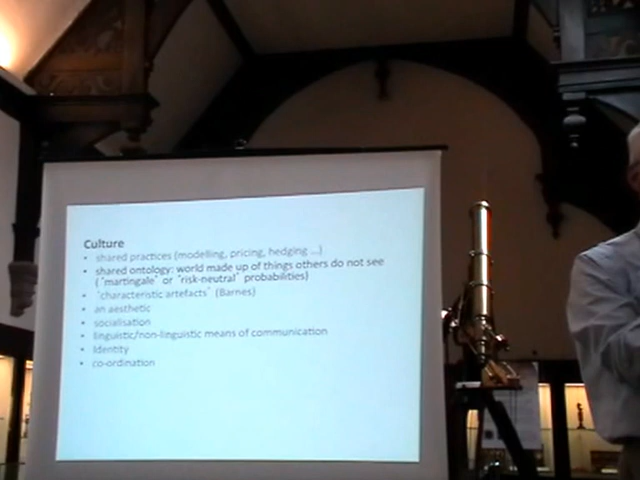 Culture
• shared practices (modelling, pricing, hedging ...)
• shared ontology: world made up of things others do not see
("martingale" or "risk-neutral" probabilities)
• 'characteristic artefacts' (Barnes)
• an aesthetic
• socialisation
• linguistic/non-linguistic means of communication
• Identity
• co-ordination